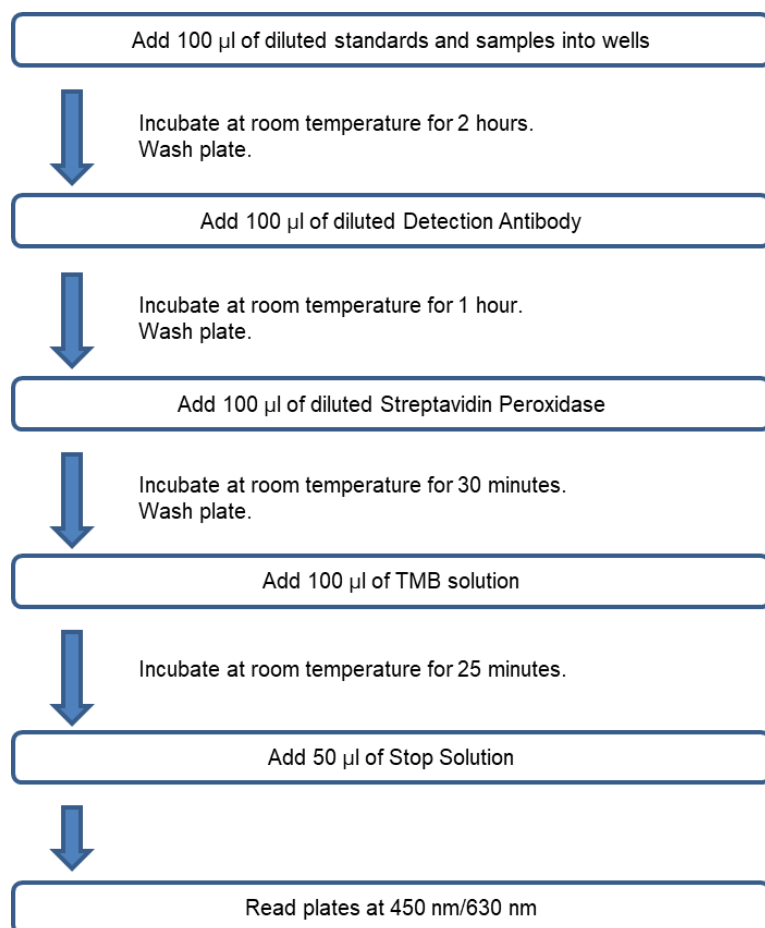 Add 100 µl of diluted standards and samples into wells
Incubate at room temperature for 2 hours.
Wash plate.
Add 100 µl of diluted Detection Antibody
Incubate at room temperature for 1 hour.
Wash plate.
Add 100 µl of diluted Streptavidin Peroxidase
Incubate at room temperature for 30 minutes.
Wash plate.
Add 100 µl of TMB solution
Incubate at room temperature for 25 minutes.
Add 50 µl of Stop Solution
Read plates at 450 nm/630 nm